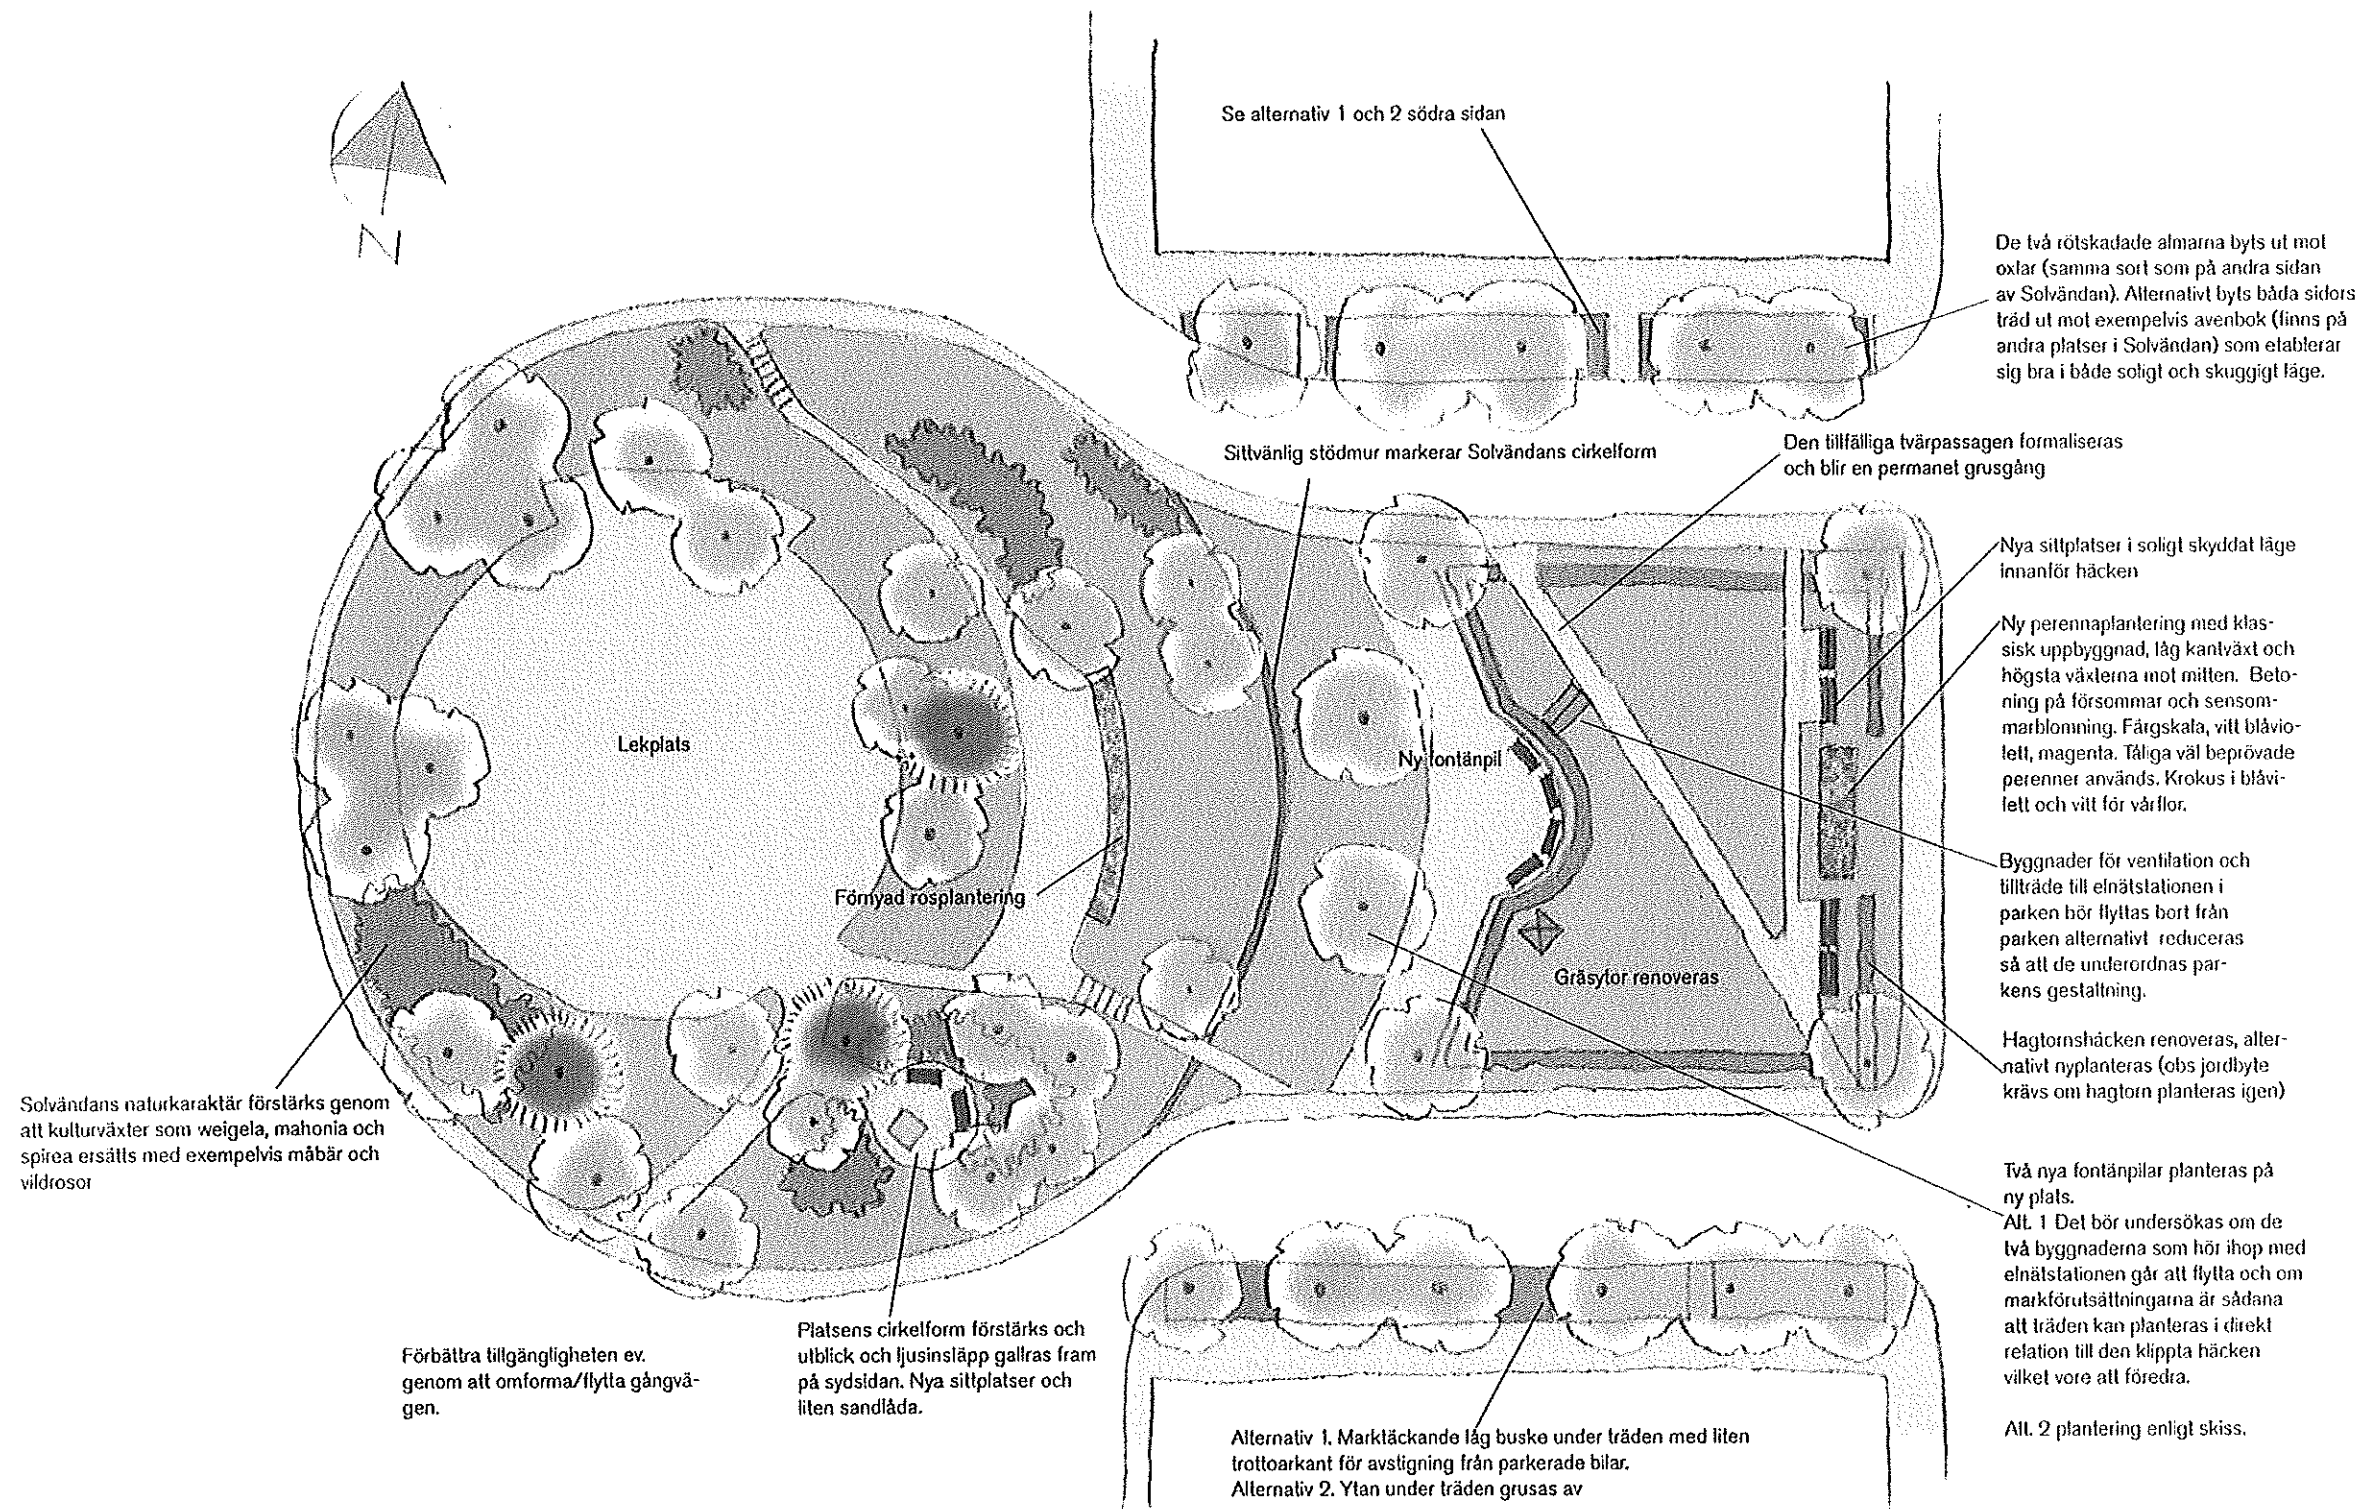 N
Se alternativ 1 och 2 södra sidan
De två rötskadade almarna byts ut mot
oxlar (samma sort som på andra sidan
av Solvändan). Alternativt byts båda sidors
träd ut mot exempelvis avenbok (finns på
andra platser i Solvändan) som etablerar
sig bra i både soligt och skuggigt läge.
Sittvänlig stödmur markerar Solvändans cirkelform
Den tillfälliga tvärpassagen formaliseras
och blir en permanet grusgång
Nya sittplatser i soligt skyddat läge
innanför häcken
Ny perennaplantering med klas-
sisk uppbyggnad, låg kantväxt och
högsta växterna mot mitten. Beto-
ning på försommar och sensom-
marblomning. Färgskala, vitt blåvio-
lett, magenta. Tåliga väl beprövade
perenner används. Krokus i blåvi-
lett och vitt för vårflor.
Lekplats
Ny fontänpil
Förnyad rosplantering
Byggnader för ventilation och
tillträde till elnätstationen i
parken bör flyttas bort från
parken alternativt reduceras
så att de underordnas par-
kens gestaltning.
Gräsytor renoveras
Hagtornshäcken renoveras, alter-
nativt nyplanteras (obs jordbyte
krävs om hagtorn planteras igen)
Solvändans naturkaraktär förstärks genom
att kulturväxter som weigela, mahonia och
spirea ersätts med exempelvis måbär och
vildrosor
Två nya fontänpilar planteras på
ny plats.
Alt. 1 Det bör undersökas om de
två byggnaderna som hör ihop med
elnätstationen går att flytta och om
markförutsättningarna är sådana
att träden kan planteras i direkt
relation till den klippta häcken
vilket vore att föredra.
Alt. 2 plantering enligt skiss.
Förbättra tillgängligheten ev.
genom att omforma/flytta gångvä-
gen.
Platsens cirkelform förstärks och
utblick och ljusinsläpp gallras fram
på sydsidan. Nya sittplatser och
liten sandlåda.
Alternativ 1. Marktäckande låg buske under träden med liten
trottoarkant för avstigning från parkerade bilar.
Alternativ 2. Ytan under träden grusas av